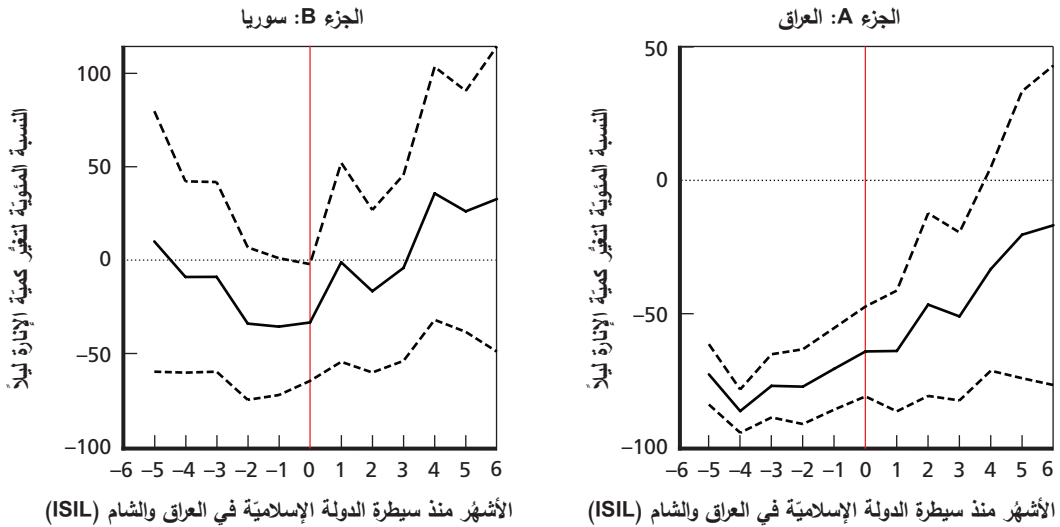 الجزء A: العراق
النسبة المئوية لتغيُّر كميّة الإنارة ليلاً
50
0
–50
–100
–6 –5 –4 –3 –2 –1 0 1 2 3 4 5 6
الأشهُر منذ سيطرة الدولة الإسلاميّة في العراق والشام (ISIL)
الجزء B: سوريا
النسبة المئوية لتغيُّر كميّة الإنارة ليلاً
100
50
0
–50
–100
–6 –5 –4 –3 –2 –1 0 1 2 3 4 5 6
الأشهُر منذ سيطرة الدولة الإسلاميّة في العراق والشام (ISIL)